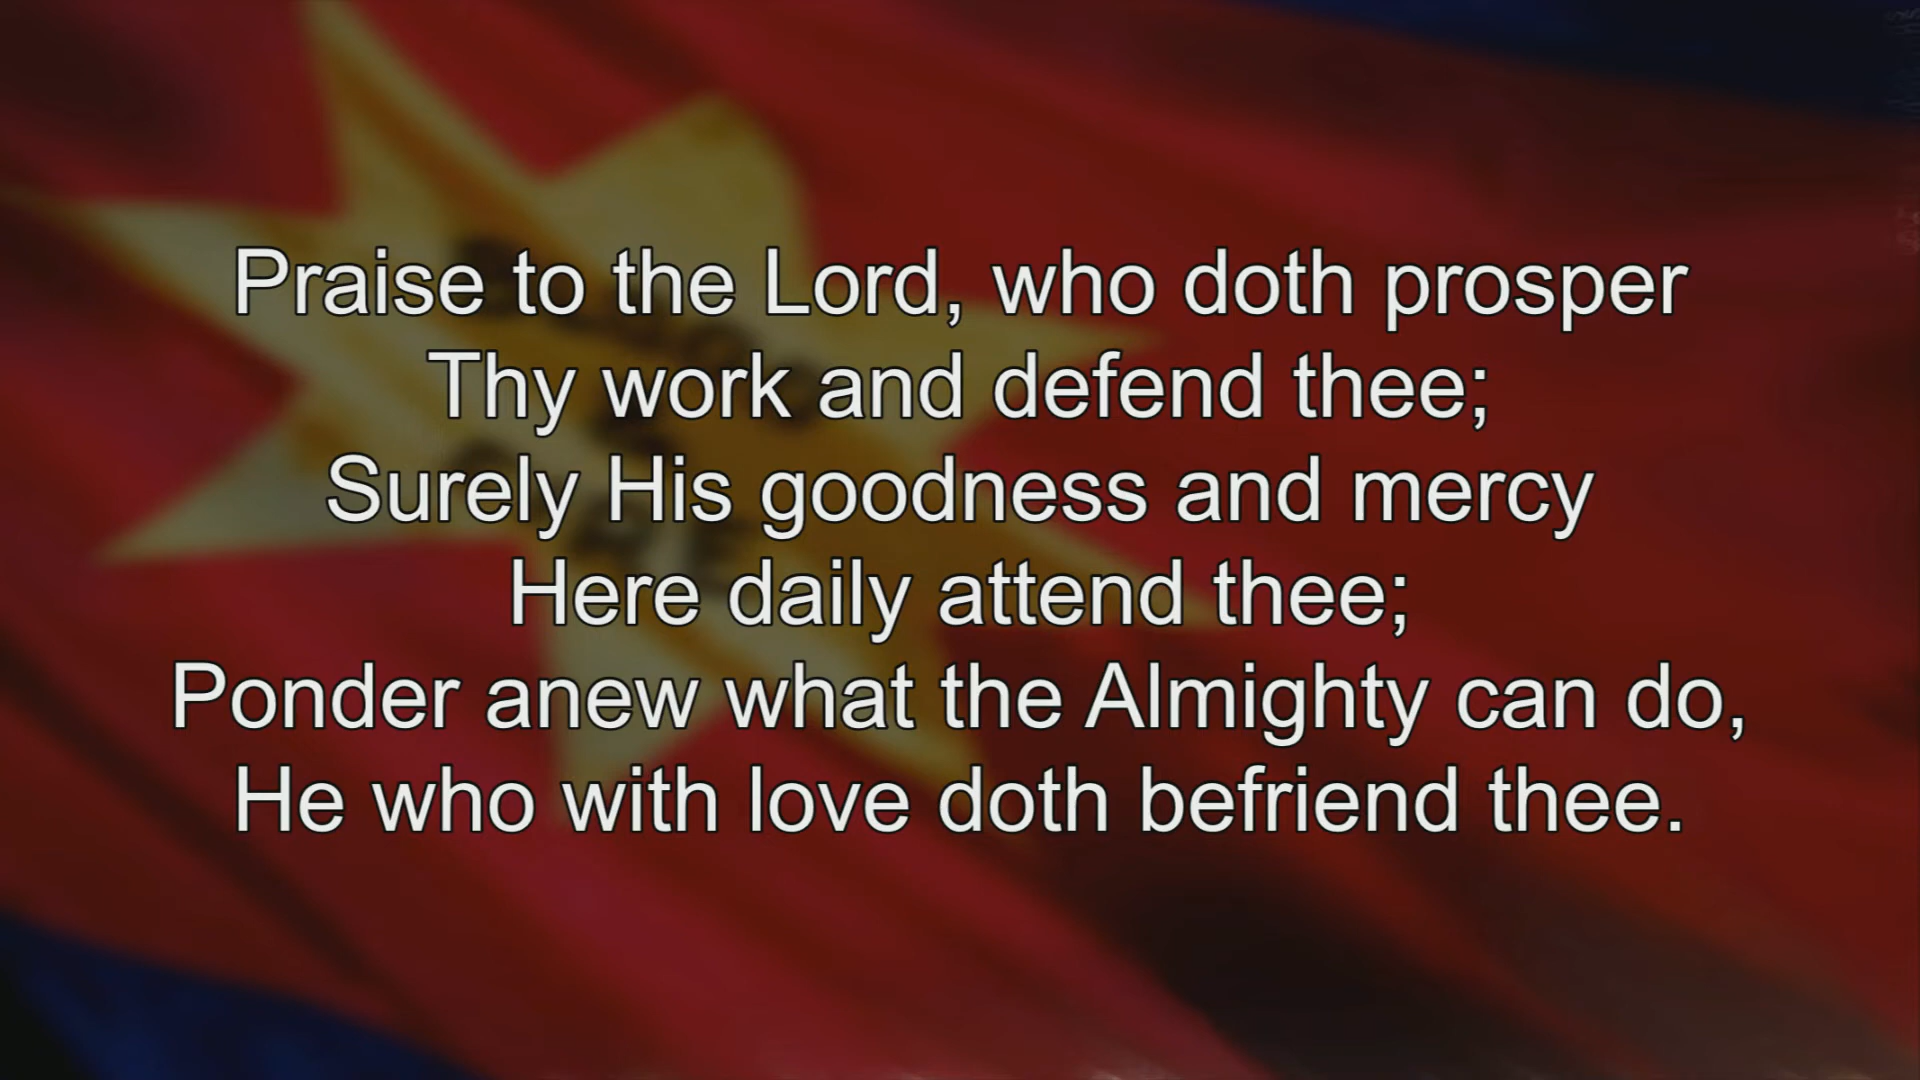 Praise to the Lord, who doth prosper
Thy work and defend thee;
Surely His goodness and mercy
Here daily attend thee;
Ponder anew what the Almighty can do,
He who with love doth befriend thee.